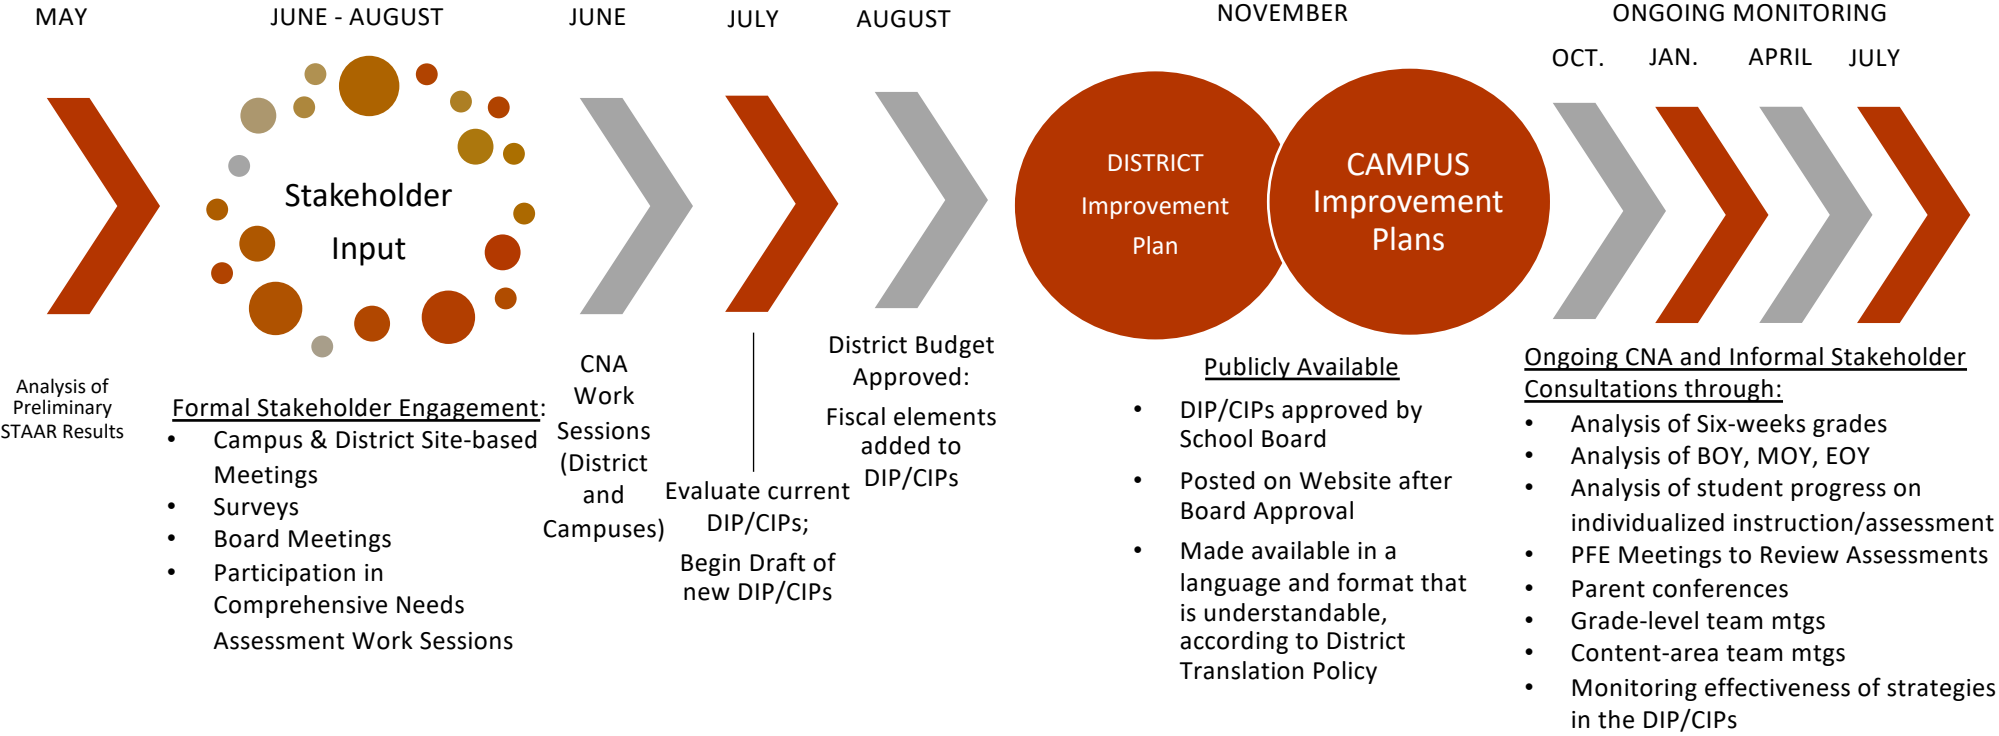 MAY
Analysis of
Preliminary
STAAR Results
JUNE - AUGUST
Stakeholder
Input
Formal Stakeholder Engagement:
• Campus & District Site-based
Meetings
• Surveys
• Board Meetings
• Participation in
Comprehensive Needs
Assessment Work Sessions
JUNE
CNA
Work
Sessions
(District
and
Campuses)
JULY
Evaluate current
DIP/CIPs;
Begin Draft of
new DIP/CIPs
AUGUST
District Budget
Approved:
Fiscal elements
added to
DIP/CIPs
NOVEMBER
DISTRICT
Improvement
Plan
CAMPUS
Improvement
Plans
Publicly Available
• DIP/CIPs approved by
School Board
• Posted on Website after
Board Approval
• Made available in a
language and format that
is understandable,
according to District
Translation Policy
ONGOING MONITORING
OCT. JAN. APRIL JULY
Ongoing CNA and Informal Stakeholder
Consultations through:
• Analysis of Six-weeks grades
• Analysis of BOY, MOY, EOY
• Analysis of student progress on
individualized instruction/assessment
• PFE Meetings to Review Assessments
• Parent conferences
• Grade-level team mtgs
• Content-area team mtgs
• Monitoring effectiveness of strategies
in the DIP/CIPs